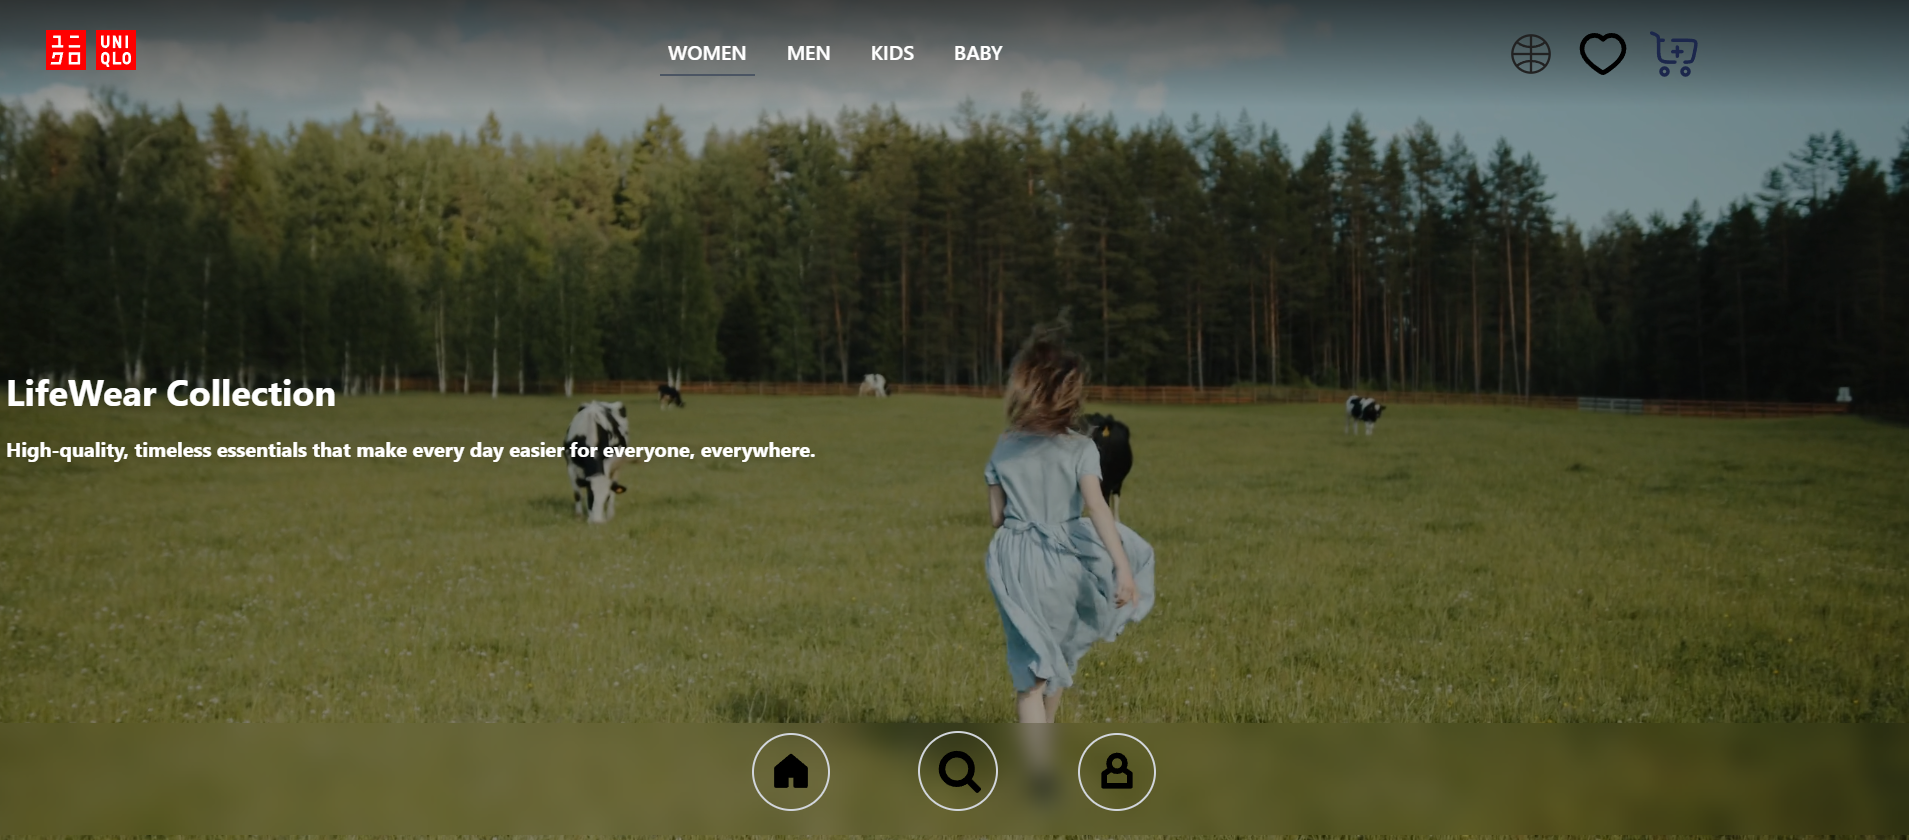 ユニ UNI
クロ QLO
WOMEN MEN KIDS BABY
LifeWear Collection
High-quality, timeless essentials that make every day easier for everyone, everywhere.